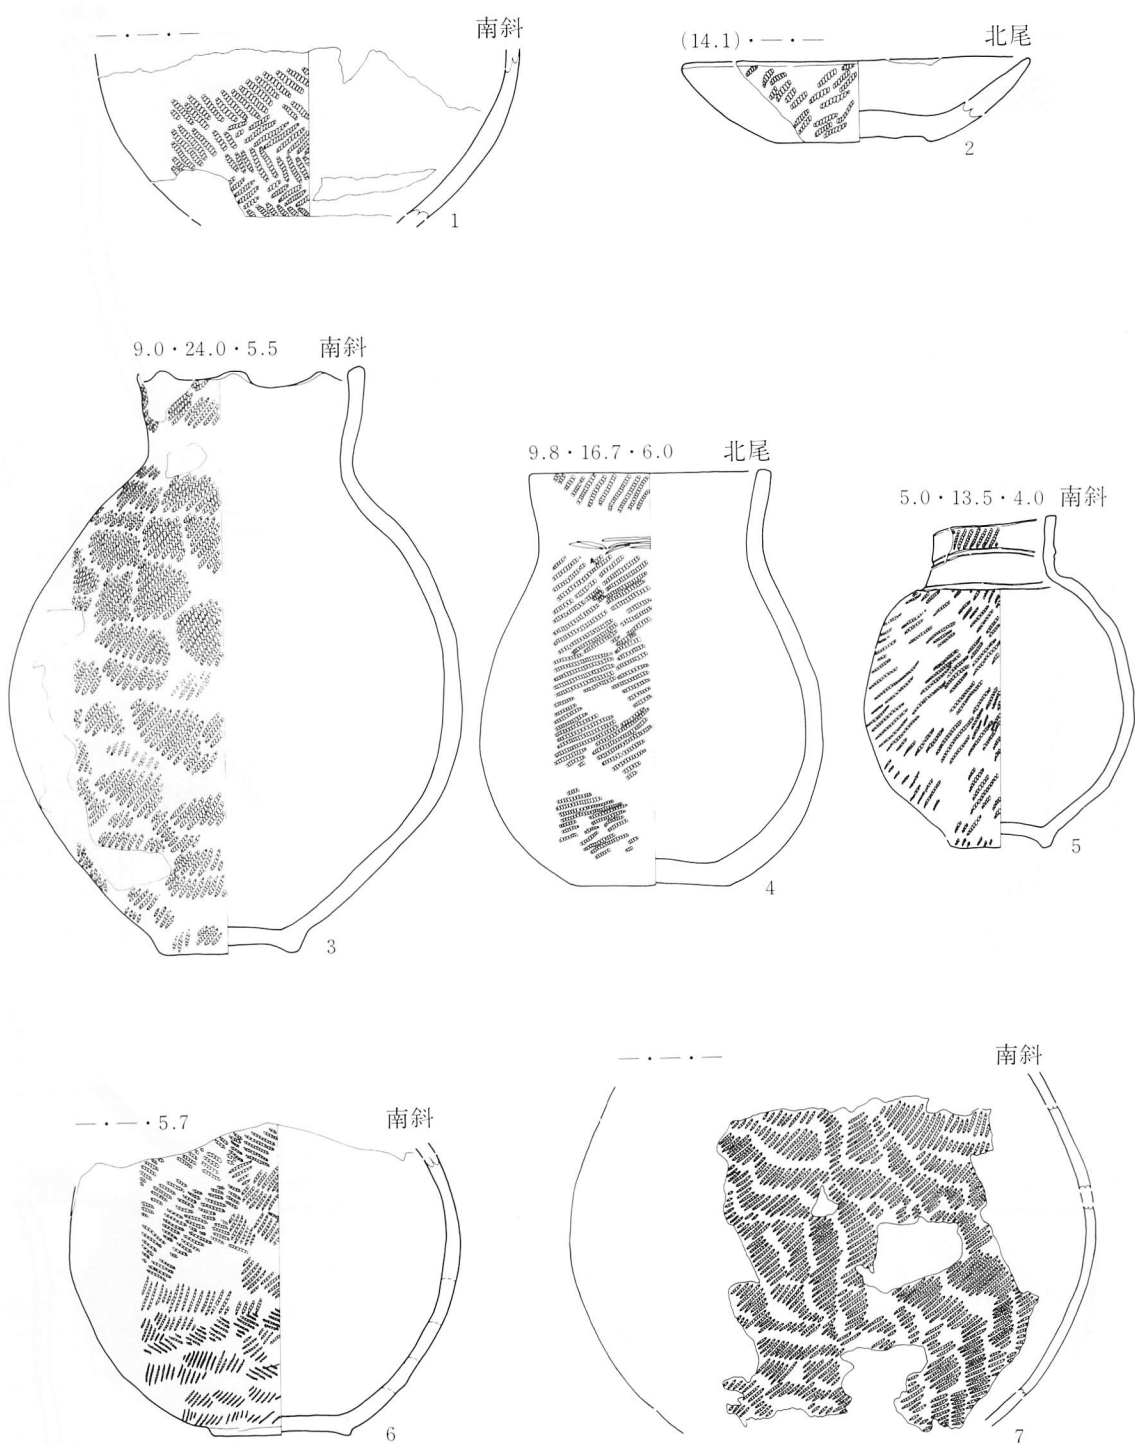 —・—・— 南斜
1
(14.1)・—・— 北尾
2
9.0・24.0・5.5 南斜
3
9.8・16.7・6.0 北尾
4
5.0・13.5・4.0 南斜
5
—・—・5.7 南斜
6
—・—・— 南斜
7